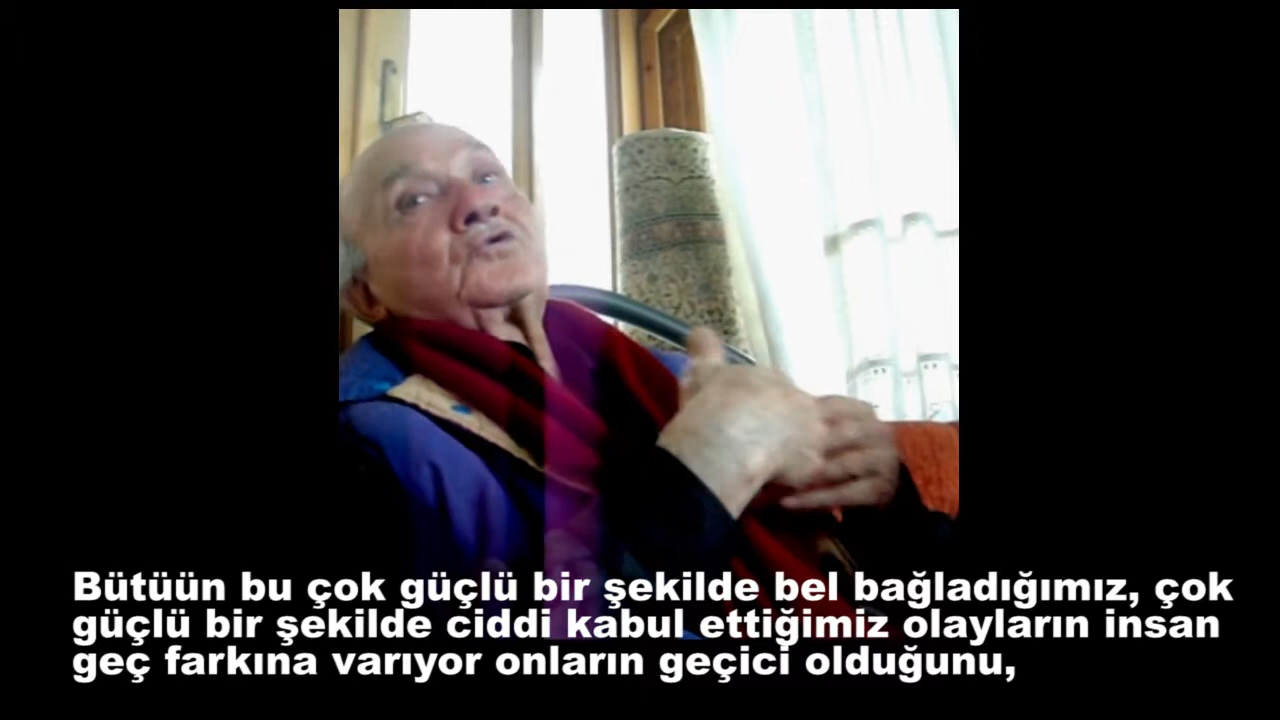 Bütüün bu çok güçlü bir şekilde bel bağladığımız, çok
güçlü bir şekilde ciddi kabul ettiğimiz olayların insan
geç farkına varıyor onların geçici olduğunu,